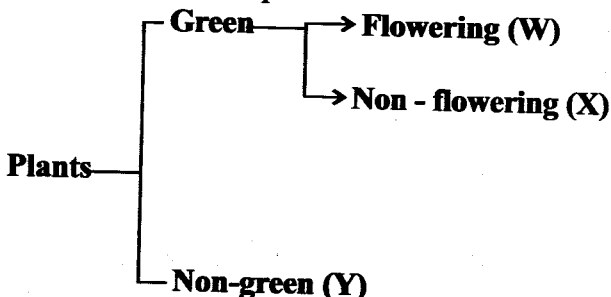 Green
Flowering (W)
Non - flowering (X)
Plants
Non-green (Y)